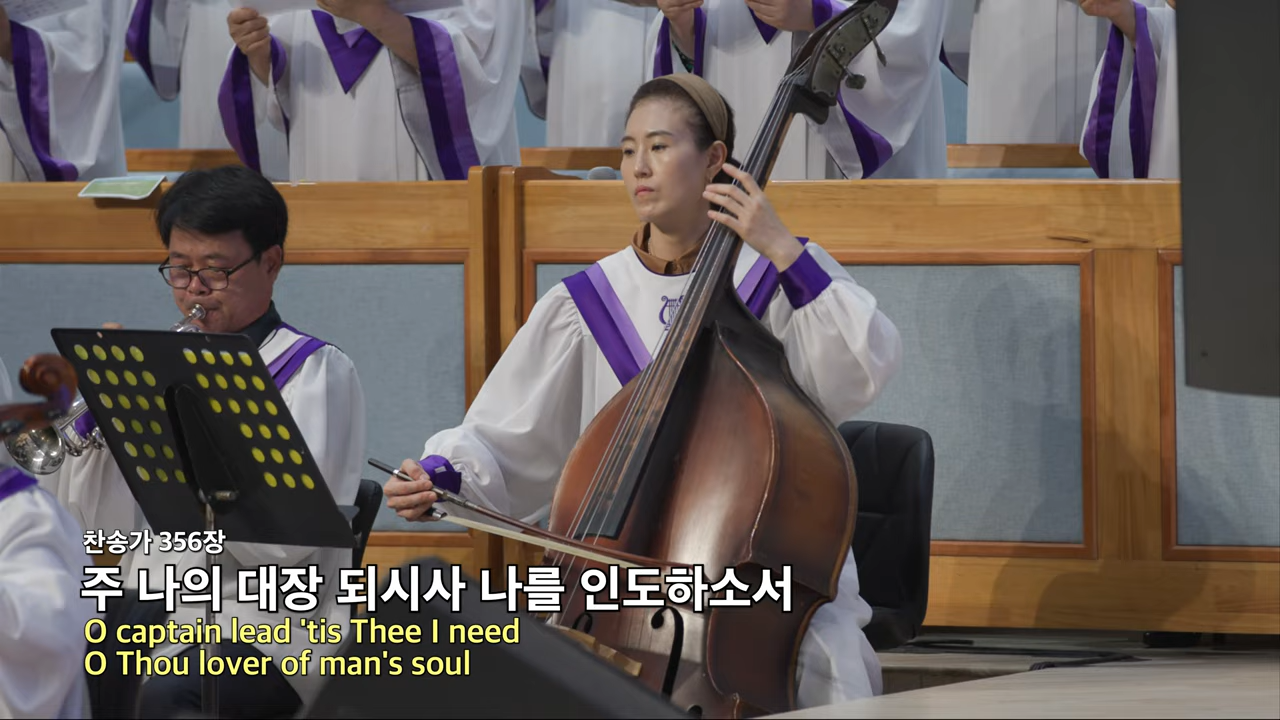 찬송가 356장
주 나의 대장 되시사 나를 인도하소서
O captain lead 'tis Thee I need
O Thou lover of man's soul